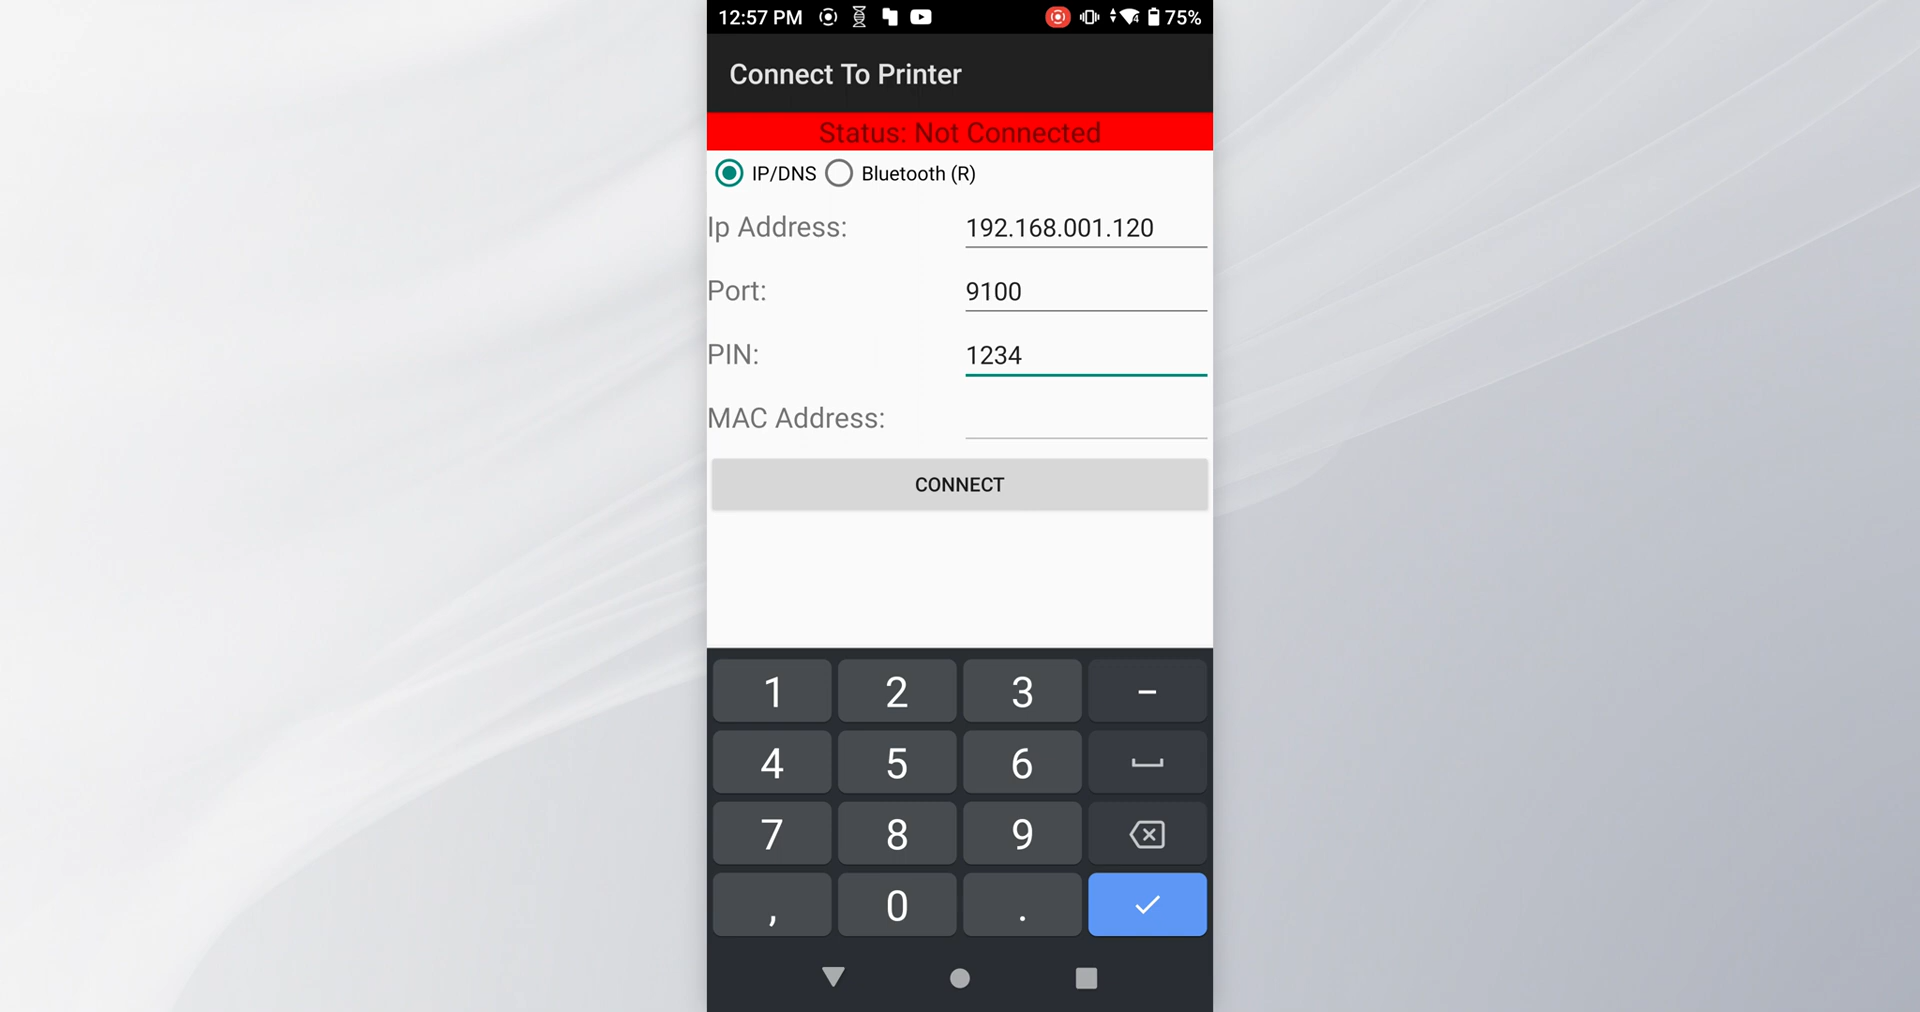 12:57 PM 75%
Connect To Printer
Status: Not Connected
IP/DNS Bluetooth (R)
Ip Address: 192.168.001.120
Port: 9100
PIN: 1234
MAC Address:
CONNECT
1 2 3 -
4 5 6
7 8 9
, 0 .